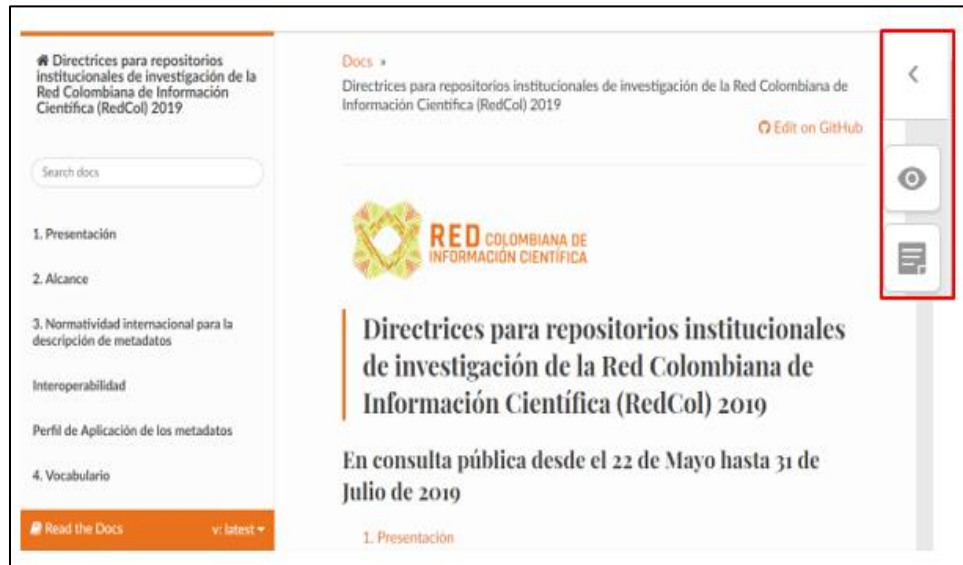 Directrices para repositorios
institucionales de investigación de la
Red Colombiana de Información
Científica (RedCol) 2019
Search docs
1. Presentación
2. Alcance
3. Normatividad internacional para la
descripción de metadatos
Interoperabilidad
Perfil de Aplicación de los metadatos
4. Vocabulario
Read the Docs
v: latest
Docs »
Directrices para repositorios institucionales de investigación de la Red Colombiana de
Información Científica (RedCol) 2019
Edit on GitHub
RED COLOMBIANA DE
INFORMACIÓN CIENTÍFICA
Directrices para repositorios institucionales
de investigación de la Red Colombiana de
Información Científica (RedCol) 2019
En consulta pública desde el 22 de Mayo hasta 31 de
Julio de 2019
1. Presentación